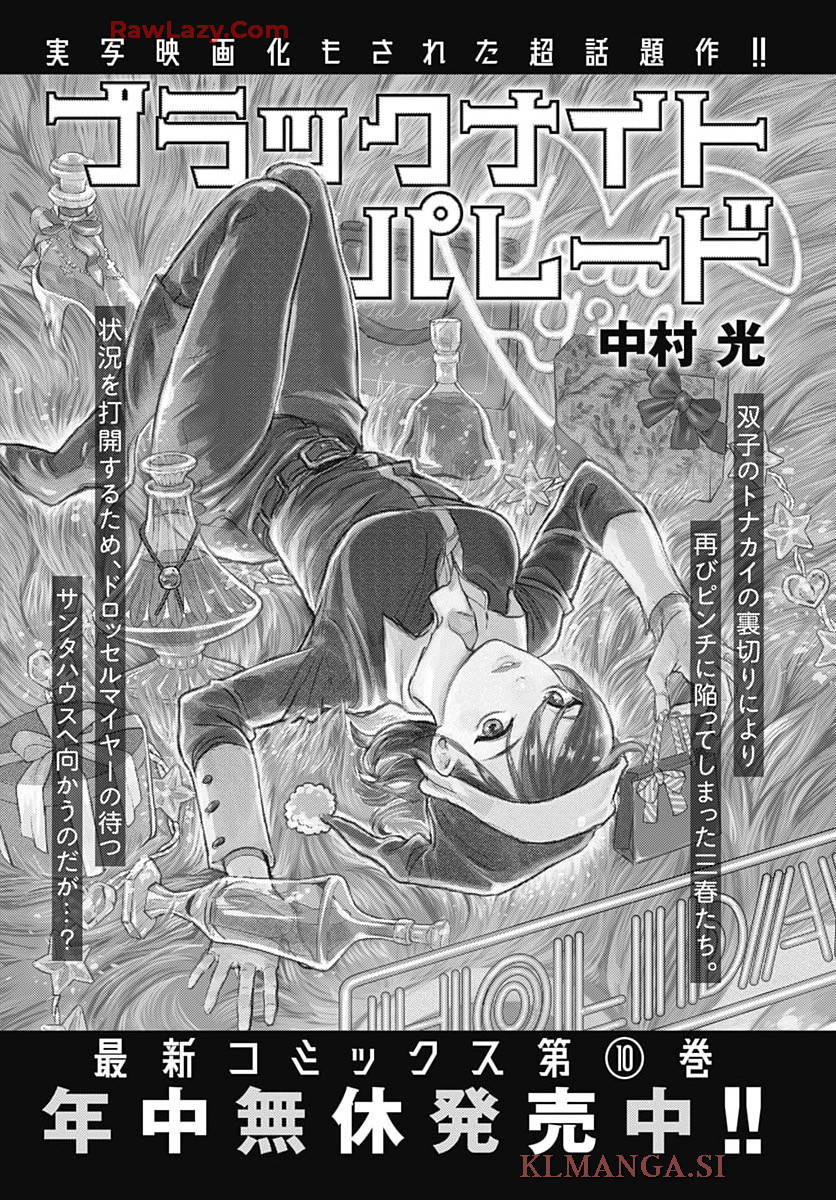 RawLazy.Com
実写映画化もされた超話題作!!
ブラックナイト
パレード
中村 光
双子のトナカイの裏切りにより
再びピンチに陥ってしまった三春たち。
状況を打開するため、ドロッセルマイヤーの待つ
サンタハウスへ向かうのだが…?
HOLIDA
最新コミックス第⑩巻
年中無休発売中!!
KLMANGA.SI